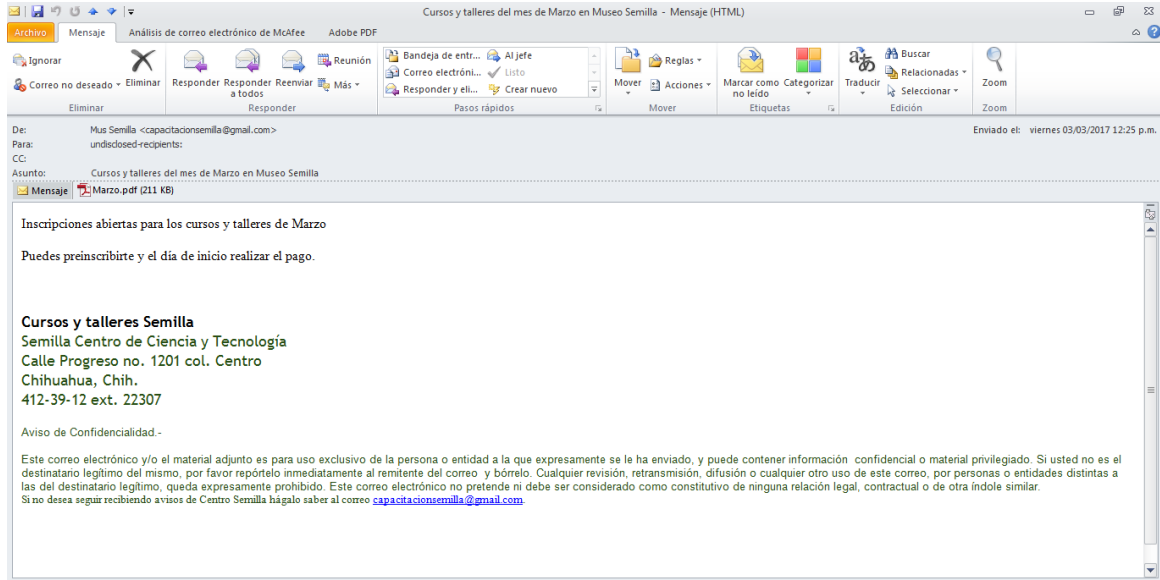 Cursos y talleres del mes de Marzo en Museo Semilla - Mensaje (HTML)
Archivo Mensaje Análisis de correo electrónico de McAfee Adobe PDF
Ignorar
Correo no deseado
Eliminar
Eliminar
Responder
Responder a todos
Reenviar
Reunión
Más
Responder
Bandeja de entr...
Correo electróni...
Responder y eli...
Al jefe
Listo
Crear nuevo
Pasos rápidos
Mover
Reglas
Acciones
Mover
Marcar como no leído
Categorizar
Etiquetas
Traducir
Buscar
Relacionadas
Seleccionar
Edición
Zoom
Zoom
De: Mus Semilla <capacitacionsemilla@gmail.com> Enviado el: viernes 03/03/2017 12:25 p.m.
Para: undisclosed-recipients:
CC:
Asunto: Cursos y talleres del mes de Marzo en Museo Semilla
Mensaje Marzo.pdf (211 KB)
Inscripciones abiertas para los cursos y talleres de Marzo
Puedes preinscribirte y el día de inicio realizar el pago.
Cursos y talleres Semilla
Semilla Centro de Ciencia y Tecnología
Calle Progreso no. 1201 col. Centro
Chihuahua, Chih.
412-39-12 ext. 22307
Aviso de Confidencialidad.-
Este correo electrónico y/o el material adjunto es para uso exclusivo de la persona o entidad a la que expresamente se le ha enviado, y puede contener información confidencial o material privilegiado. Si usted no es el
destinatario legítimo del mismo, por favor repórtelo inmediatamente al remitente del correo y bórrelo. Cualquier revisión, retransmisión, difusión o cualquier otro uso de este correo, por personas o entidades distintas a
las del destinatario legítimo, queda expresamente prohibido. Este correo electrónico no pretende ni debe ser considerado como constitutivo de ninguna relación legal, contractual o de otra índole similar.
Si no desea seguir recibiendo avisos de Centro Semilla hágalo saber al correo capacitacionsemilla@gmail.com.